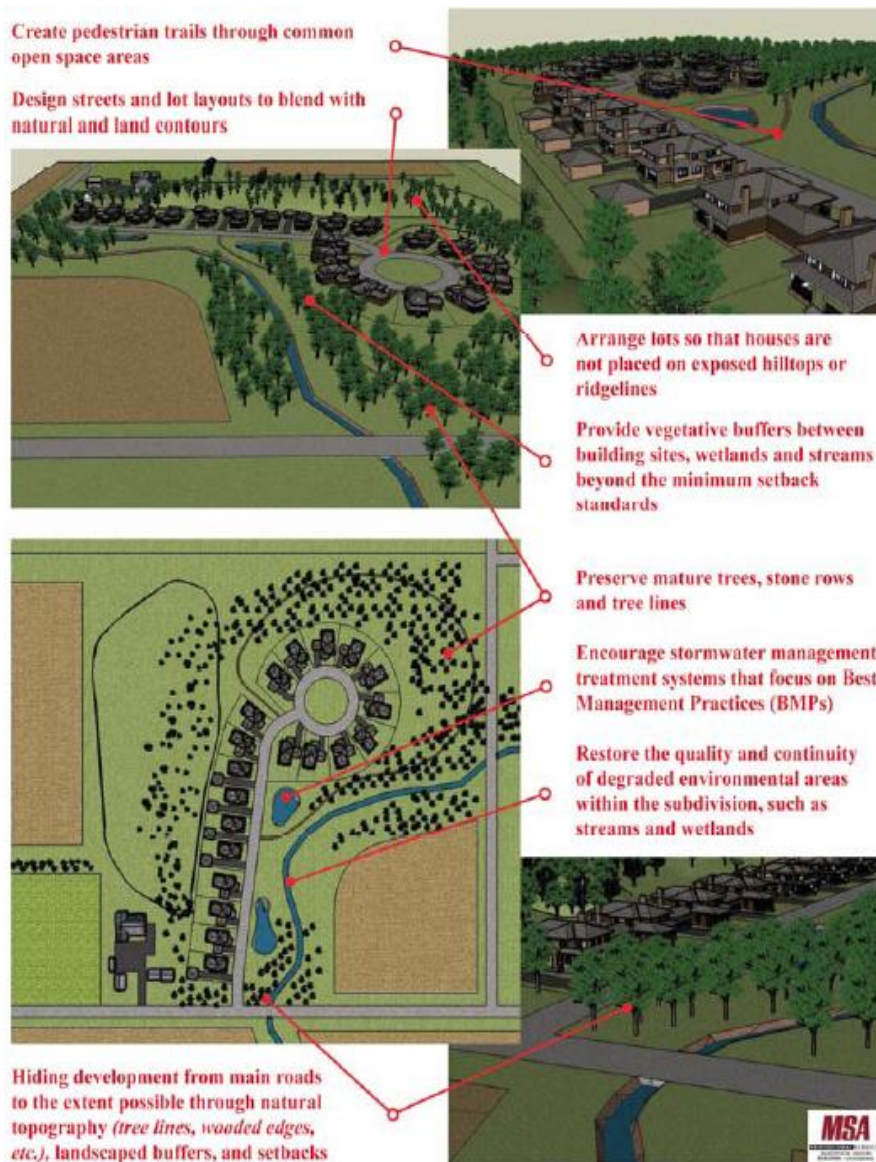 Create pedestrian trails through common
open space areas
Design streets and lot layouts to blend with
natural and land contours
Arrange lots so that houses are
not placed on exposed hilltops or
ridgelines
Provide vegetative buffers between
building sites, wetlands and streams
beyond the minimum setback
standards
Preserve mature trees, stone rows
and tree lines
Encourage stormwater management
treatment systems that focus on Best
Management Practices (BMPs)
Restore the quality and continuity
of degraded environmental areas
within the subdivision, such as
streams and wetlands
Hiding development from main roads
to the extent possible through natural
topography (tree lines, wooded edges,
etc.), landscaped buffers, and setbacks
MSA